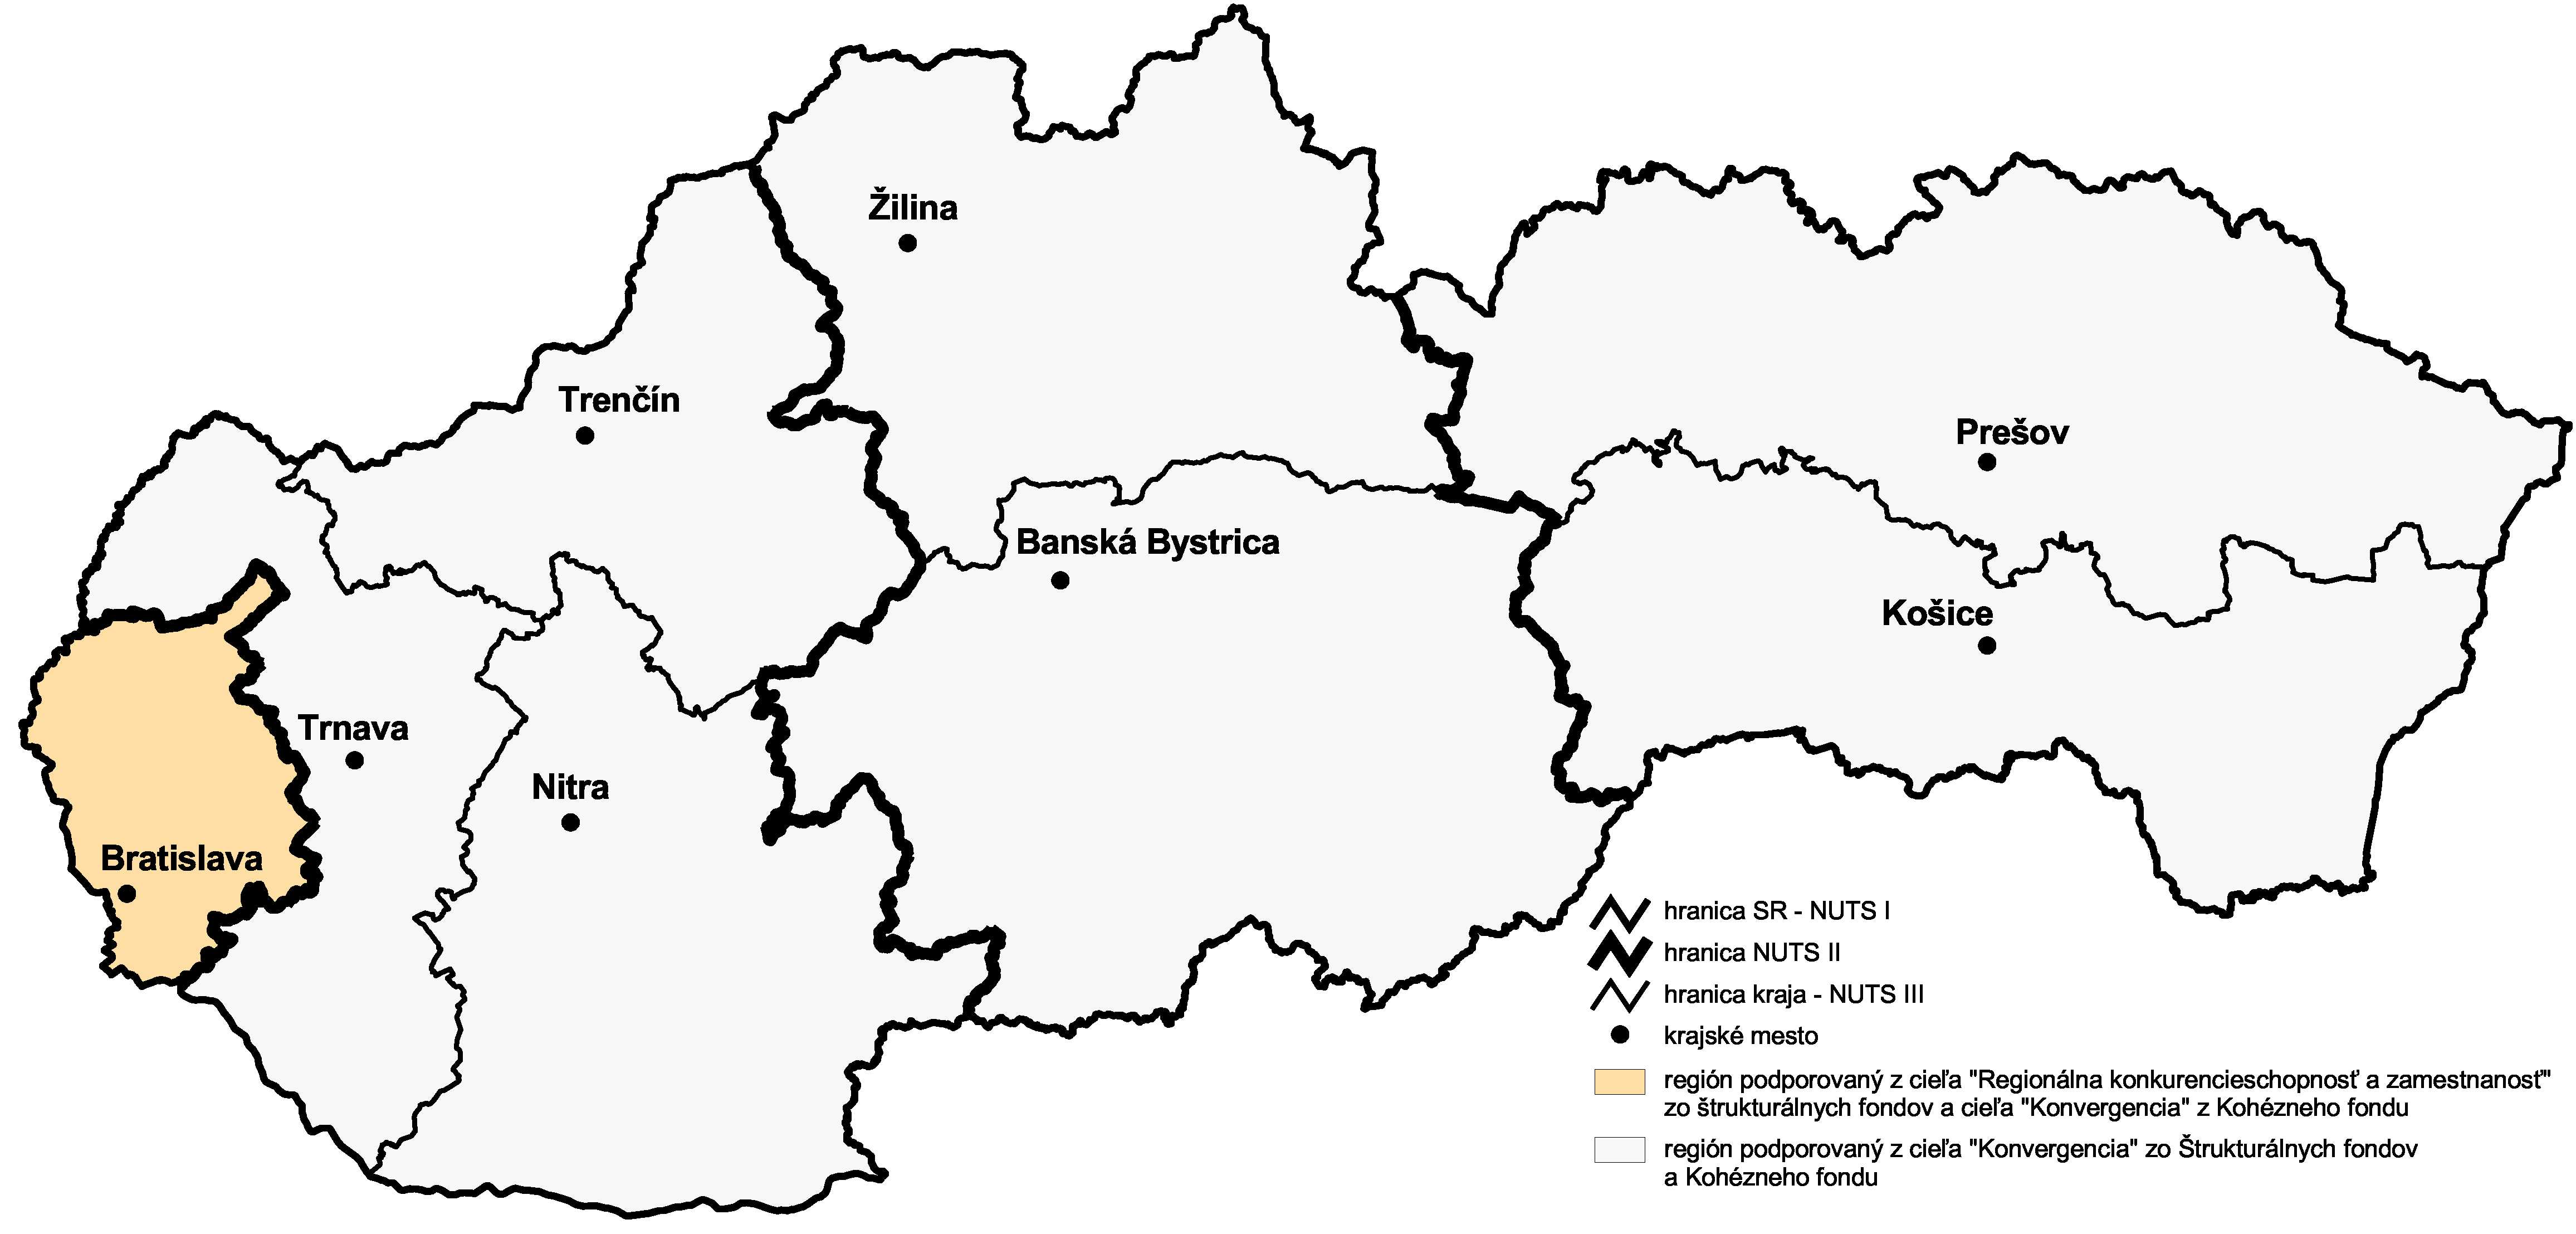 Žilina
Trenčín
Prešov
Banská Bystrica
Košice
Trnava
Nitra
Bratislava
hranica SR - NUTS I
hranica NUTS II
hranica kraja - NUTS III
krajské mesto
región podporovaný z cieľa "Regionálna konkurencieschopnosť a zamestnanosť"
zo štrukturálnych fondov a cieľa "Konvergencia" z Kohézneho fondu
región podporovaný z cieľa "Konvergencia" zo Štrukturálnych fondov
a Kohézneho fondu